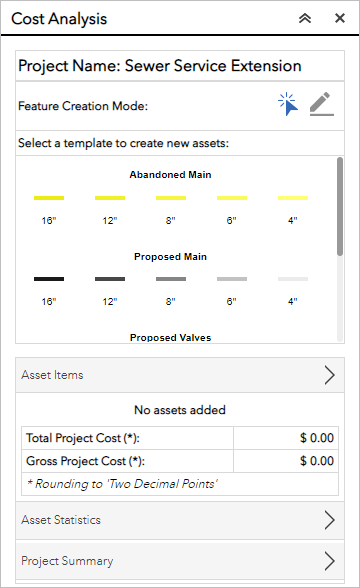 Cost Analysis
Project Name: Sewer Service Extension
Feature Creation Mode:
Select a template to create new assets:
Abandoned Main
16" 12" 8" 6" 4"
Proposed Main
16" 12" 8" 6" 4"
Proposed Valves
Asset Items
No assets added
Total Project Cost (*): $ 0.00
Gross Project Cost (*): $ 0.00
* Rounding to 'Two Decimal Points'
Asset Statistics
Project Summary